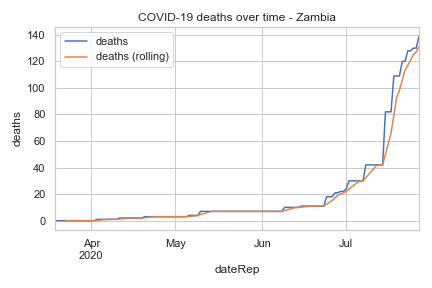 COVID-19 deaths over time - Zambia
deaths
deaths (rolling)
140
120
100
80
60
40
20
0
deaths
Apr
2020
May
Jun
Jul
dateRep